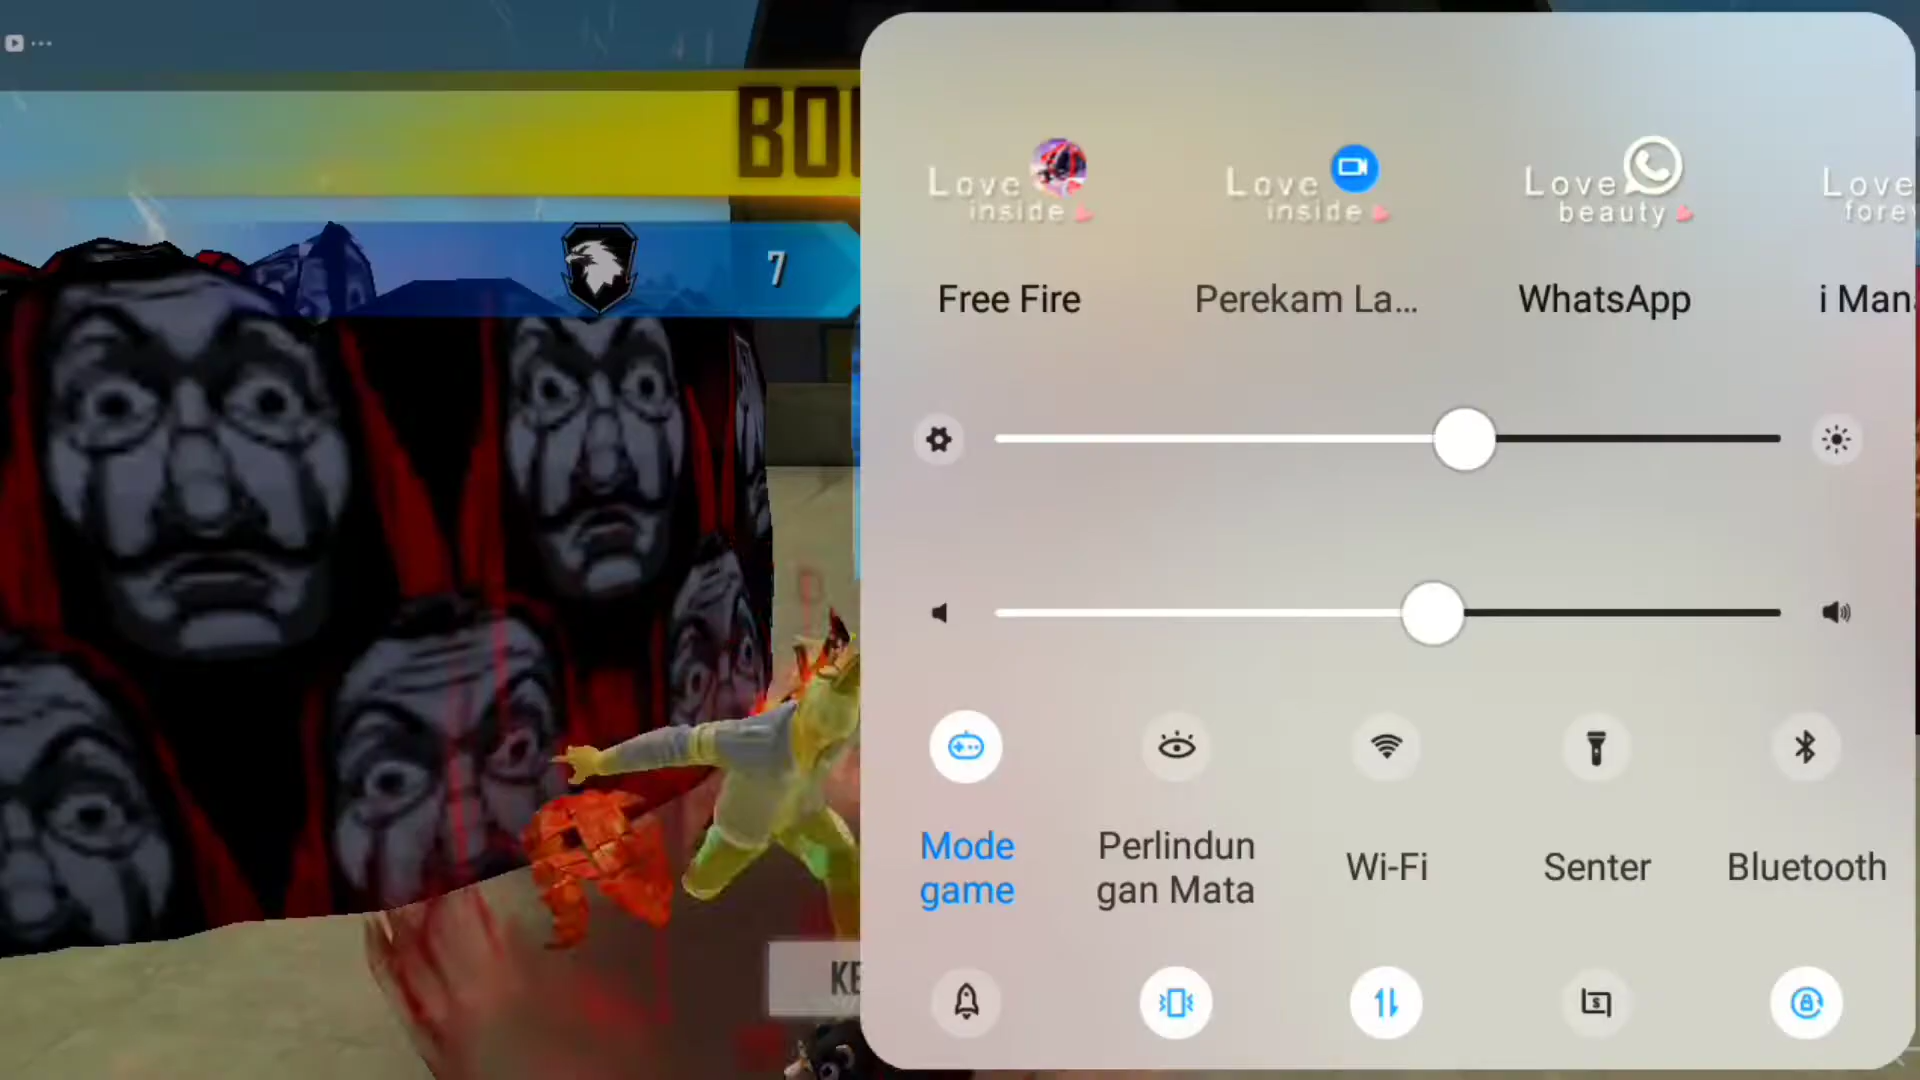 BO
7
Love
inside
Love
inside
Love
beauty
Love
fore
Free Fire
Perekam La...
WhatsApp
i Man
Mode
game
Perlindun
gan Mata
Wi-Fi
Senter
Bluetooth
KE